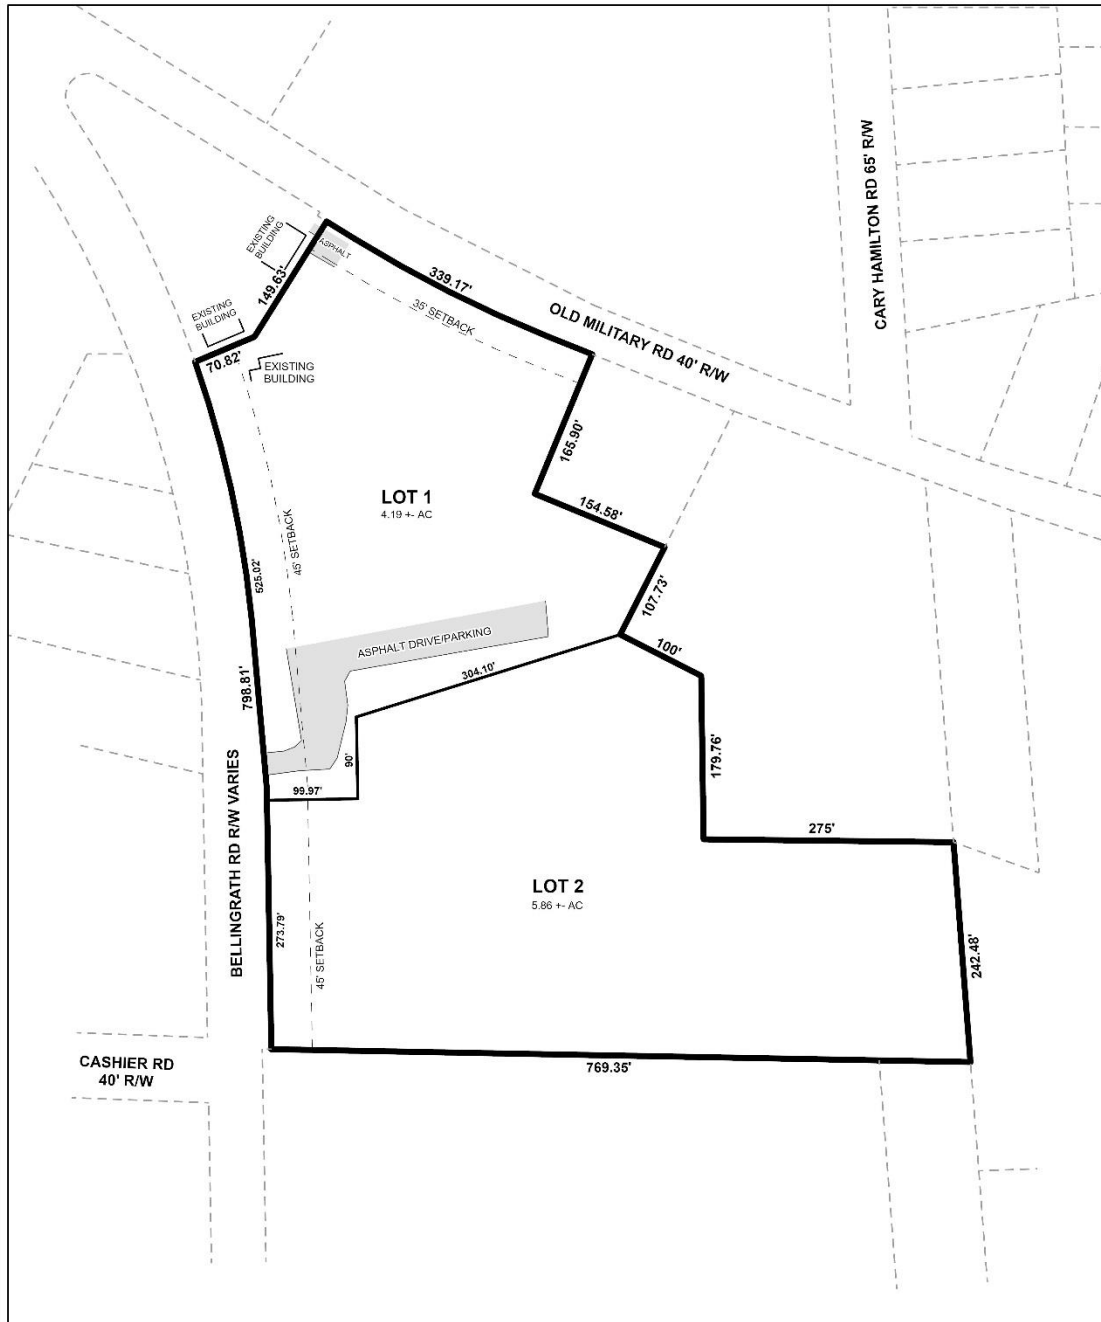 CARY HAMILTON RD 65' R/W
EXISTING
BUILDING
ASPHALT
149.63'
339.17'
35' SETBACK
OLD MILITARY RD 40' R/W
EXISTING
BUILDING
70.82'
EXISTING
BUILDING
165.90'
LOT 1
4.19 +- AC
154.58'
45' SETBACK
525.02'
107.73'
ASPHALT DRIVE/PARKING
100'
304.10'
798.81'
179.76'
90'
99.97'
275'
BELLINGRATH RD R/W VARIES
LOT 2
5.86 +- AC
273.79'
45' SETBACK
242.48'
CASHIER RD
40' R/W
769.35'